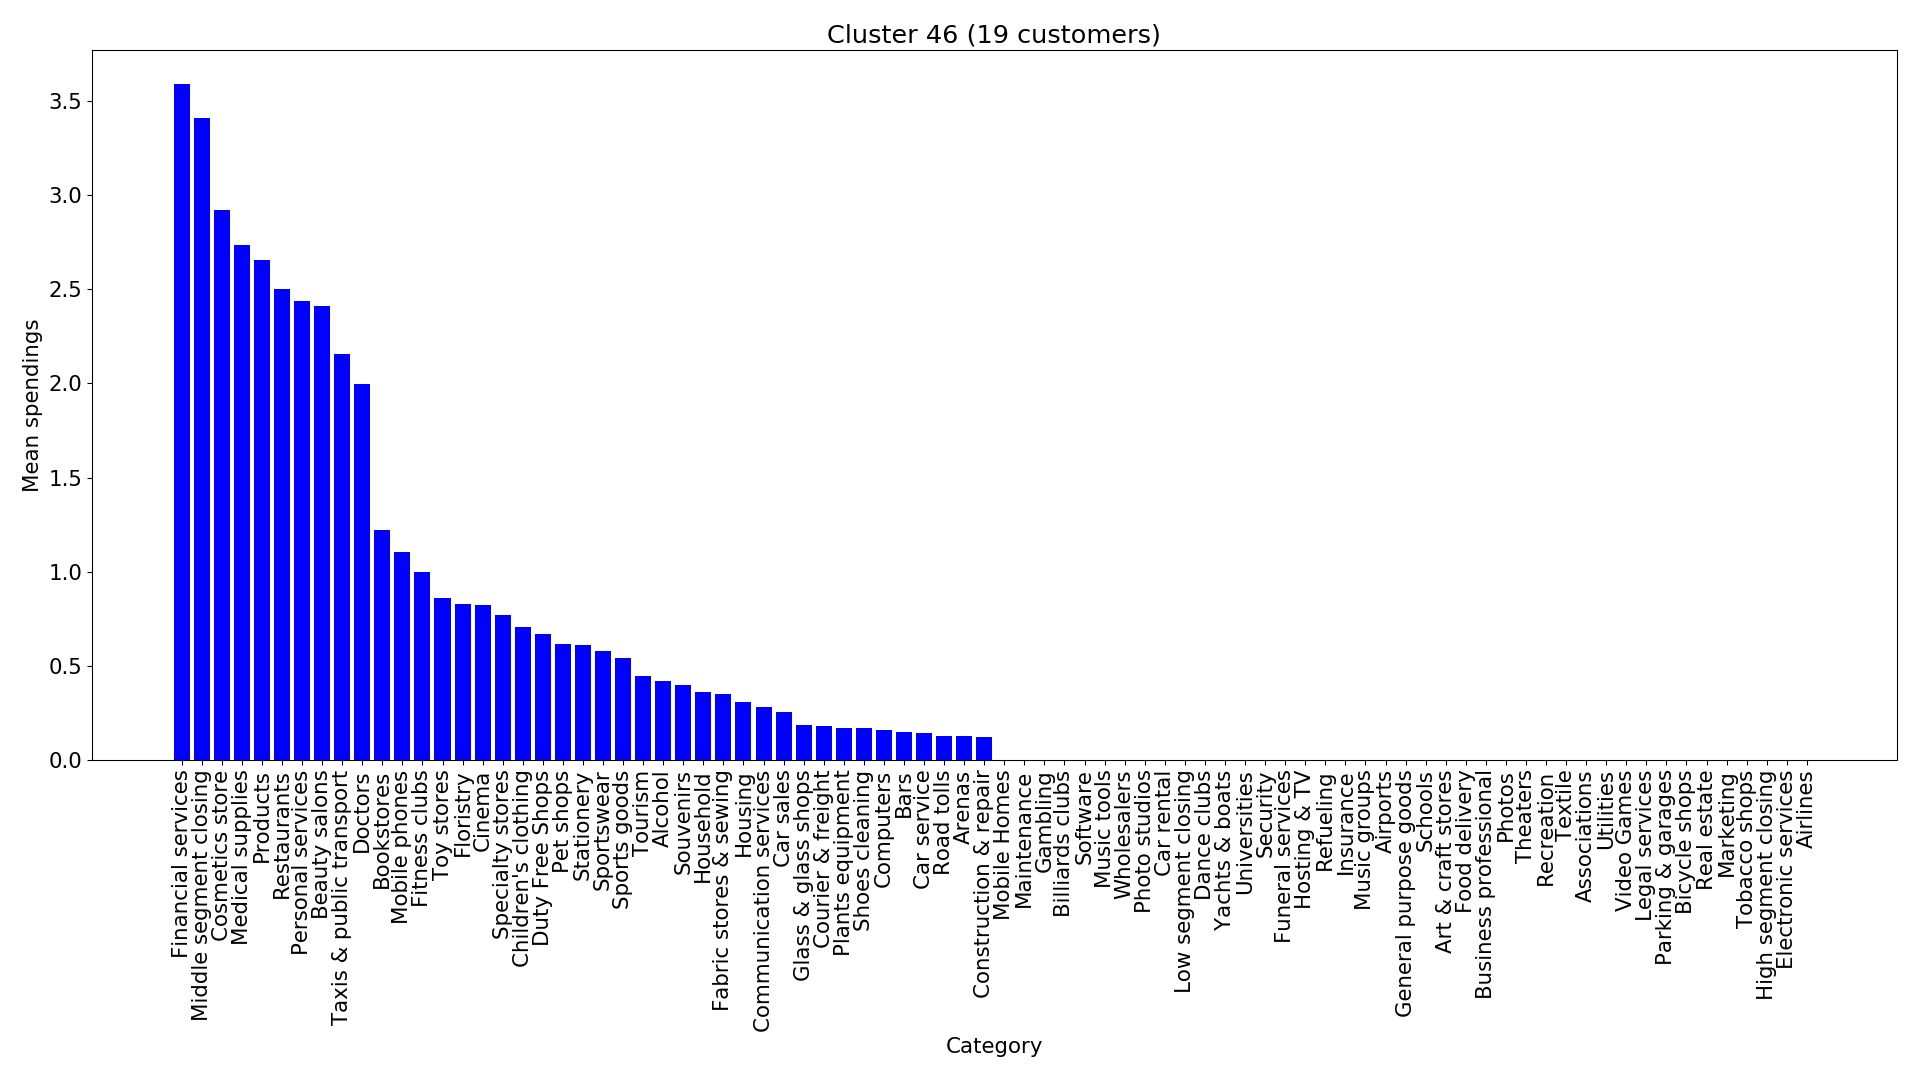 Cluster 46 (19 customers)
Mean spendings
3.5
3.0
2.5
2.0
1.5
1.0
0.5
0.0
Financial services
Middle segment closing
Cosmetics store
Medical supplies
Products
Restaurants
Personal services
Beauty salons
Taxis & public transport
Doctors
Bookstores
Mobile phones
Fitness clubs
Toy stores
Floristry
Cinema
Specialty stores
Children's clothing
Duty Free Shops
Pet shops
Stationery
Sportswear
Sports goods
Tourism
Alcohol
Souvenirs
Household
Fabric stores & sewing
Housing
Communication services
Car sales
Glass & glass shops
Courier & freight
Plants equipment
Shoes cleaning
Computers
Bars
Car service
Road tolls
Arenas
Construction & repair
Mobile Homes
Maintenance
Gambling
Billiards clubs
Software
Music tools
Wholesalers
Photo studios
Car rental
Low segment closing
Dance clubs
Yachts & boats
Universities
Security
Funeral services
Hosting & TV
Refueling
Insurance
Music groups
Airports
General purpose goods
Schools
Art & craft stores
Food delivery
Business professional
Photos
Theaters
Recreation
Textile
Associations
Utilities
Video Games
Legal services
Parking & garages
Bicycle shops
Real estate
Marketing
Tobacco shops
High segment closing
Electronic services
Airlines
Category